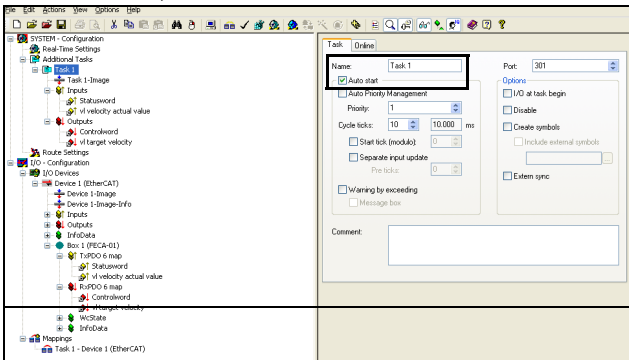 File Edit Actions View Options Help
SYSTEM - Configuration
Real-Time Settings
Additional Tasks
Task 1
Task 1-Image
Inputs
Statusword
vl velocity actual value
Outputs
Controlword
vl target velocity
Route Settings
I/O - Configuration
I/O Devices
Device 1 (EtherCAT)
Device 1-Image
Device 1-Image-Info
Inputs
Outputs
InfoData
Box 1 (FECA-01)
TxPDO 6 map
Statusword
vl velocity actual value
RxPDO 6 map
Controlword
vl target velocity
WcState
InfoData
Mappings
Task 1 - Device 1 (EtherCAT)
Task Online
Name: Task 1
Auto start
Auto Priority Management
Priority: 1
Cycle ticks: 10 10.000 ms
Start tick (modulo): 0
Separate input update
Pre ticks: 0
Warning by exceeding
Message box
Port: 301
Options
I/O at task begin
Disable
Create symbols
Include external symbols
...
Extern sync
Comment: